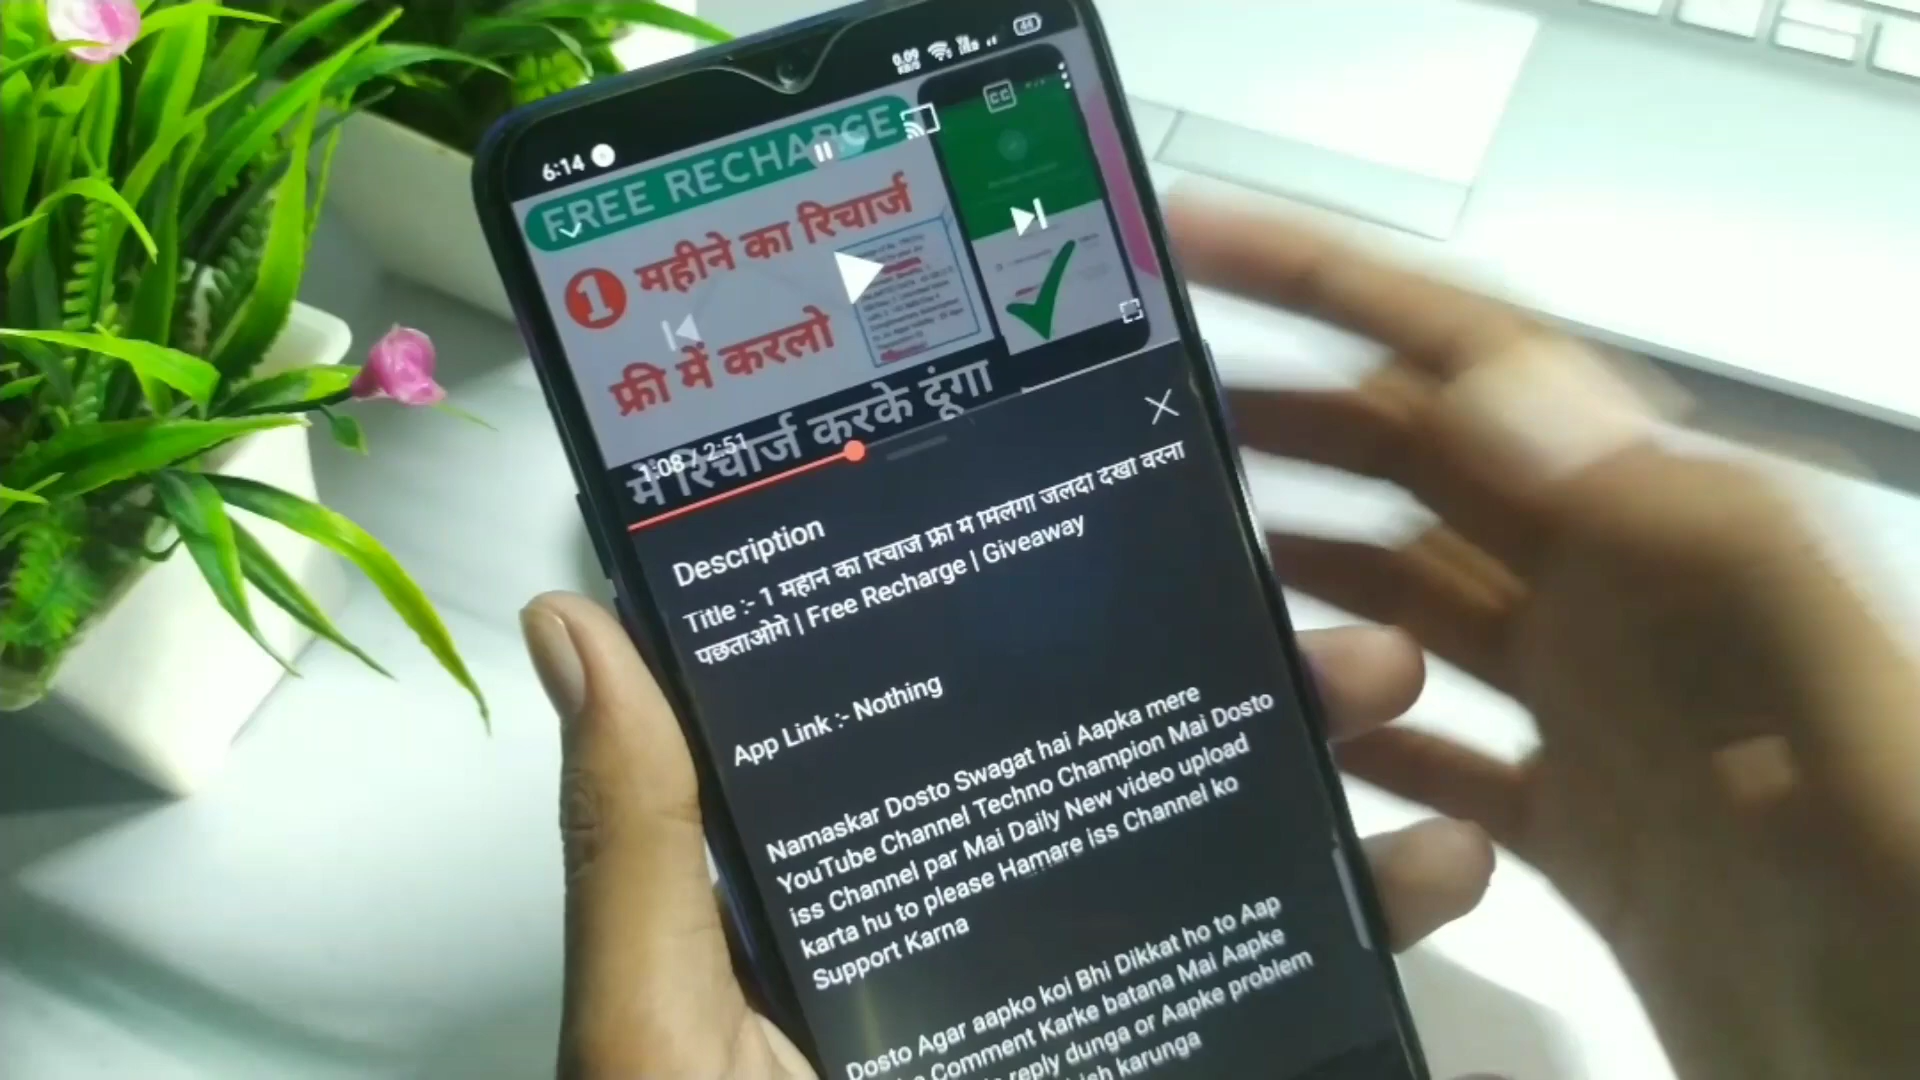 6:14
FREE RECHARGE
1 महीने का रिचार्ज
फ्री में करलो
में रिचार्ज करके दूंगा
1:08 / 2:51
Description
Title :- 1 महीने का रिचार्ज फ्री में मिलेगा जल्दी देखो वरना
पछताओगे | Free Recharge | Giveaway
App Link :- Nothing
Namaskar Dosto Swagat hai Aapka mere
YouTube Channel Techno Champion Mai Dosto
iss Channel par Mai Daily New video upload
karta hu to please Hamare iss Channel ko
Support Karna
Dosto Agar aapko koi Bhi Dikkat ho to Aap
Comment Karke batana Mai Aapke
reply dunga or Aapke problem
karunga